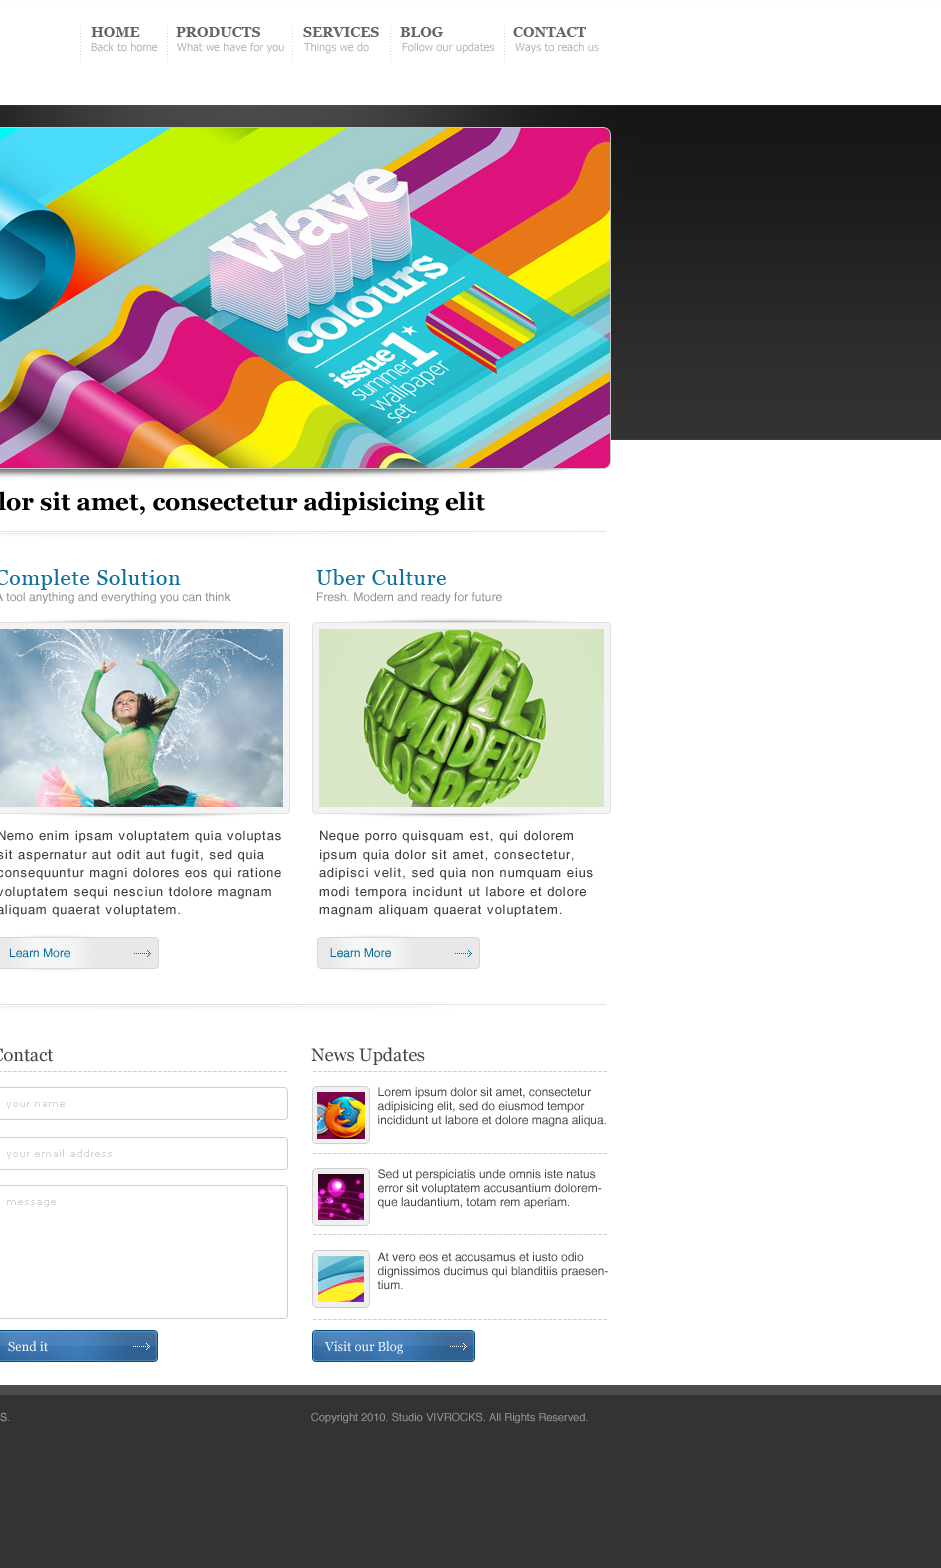 HOME
Back to home
PRODUCTS
What we have for you
SERVICES
Things we do
BLOG
Follow our updates
CONTACT
Ways to reach us
Wave
colours
issue 1
summer
wallpaper
set
lor sit amet, consectetur adipisicing elit
Complete Solution
A tool anything and everything you can think
Nemo enim ipsam voluptatem quia voluptas
sit aspernatur aut odit aut fugit, sed quia
consequuntur magni dolores eos qui ratione
voluptatem sequi nesciun tdolore magnam
aliquam quaerat voluptatem.
Learn More
Uber Culture
Fresh. Modern and ready for future
Neque porro quisquam est, qui dolorem
ipsum quia dolor sit amet, consectetur,
adipisci velit, sed quia non numquam eius
modi tempora incidunt ut labore et dolore
magnam aliquam quaerat voluptatem.
Learn More
Contact
your name
your email address
message
Send it
News Updates
Lorem ipsum dolor sit amet, consectetur
adipisicing elit, sed do eiusmod tempor
incididunt ut labore et dolore magna aliqua.
Sed ut perspiciatis unde omnis iste natus
error sit voluptatem accusantium dolorem-
que laudantium, totam rem aperiam.
At vero eos et accusamus et iusto odio
dignissimos ducimus qui blanditiis praesen-
tium.
Visit our Blog
S.
Copyright 2010. Studio VIVROCKS. All Rights Reserved.